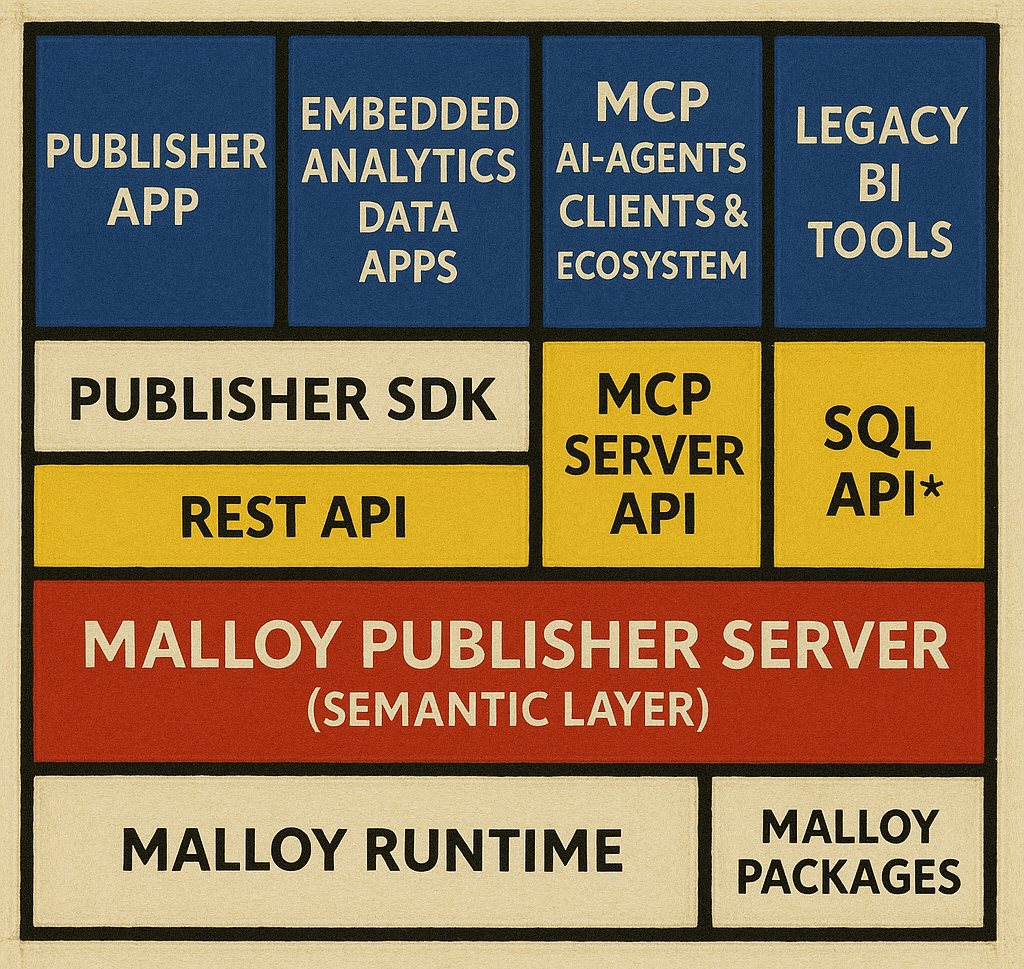 PUBLISHER
APP
EMBEDDED
ANALYTICS
DATA
APPS
MCP
AI-AGENTS
CLIENTS &
ECOSYSTEM
LEGACY
BI
TOOLS
PUBLISHER SDK
REST API
MCP
SERVER
API
SQL
API*
MALLOY PUBLISHER SERVER
(SEMANTIC LAYER)
MALLOY RUNTIME
MALLOY
PACKAGES